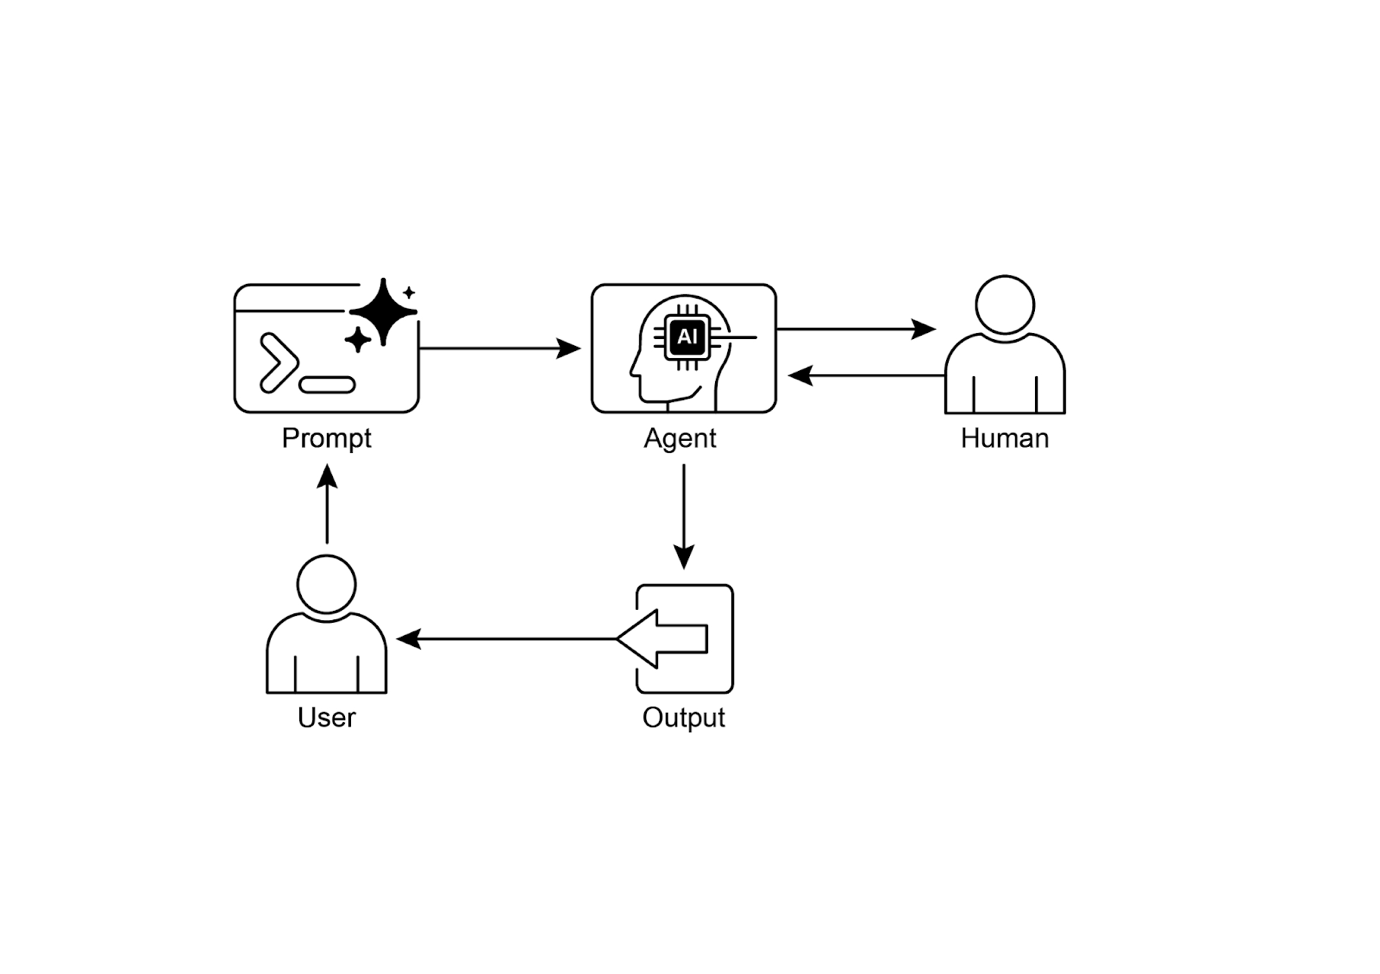 AI
Prompt
Agent
Human
User
Output